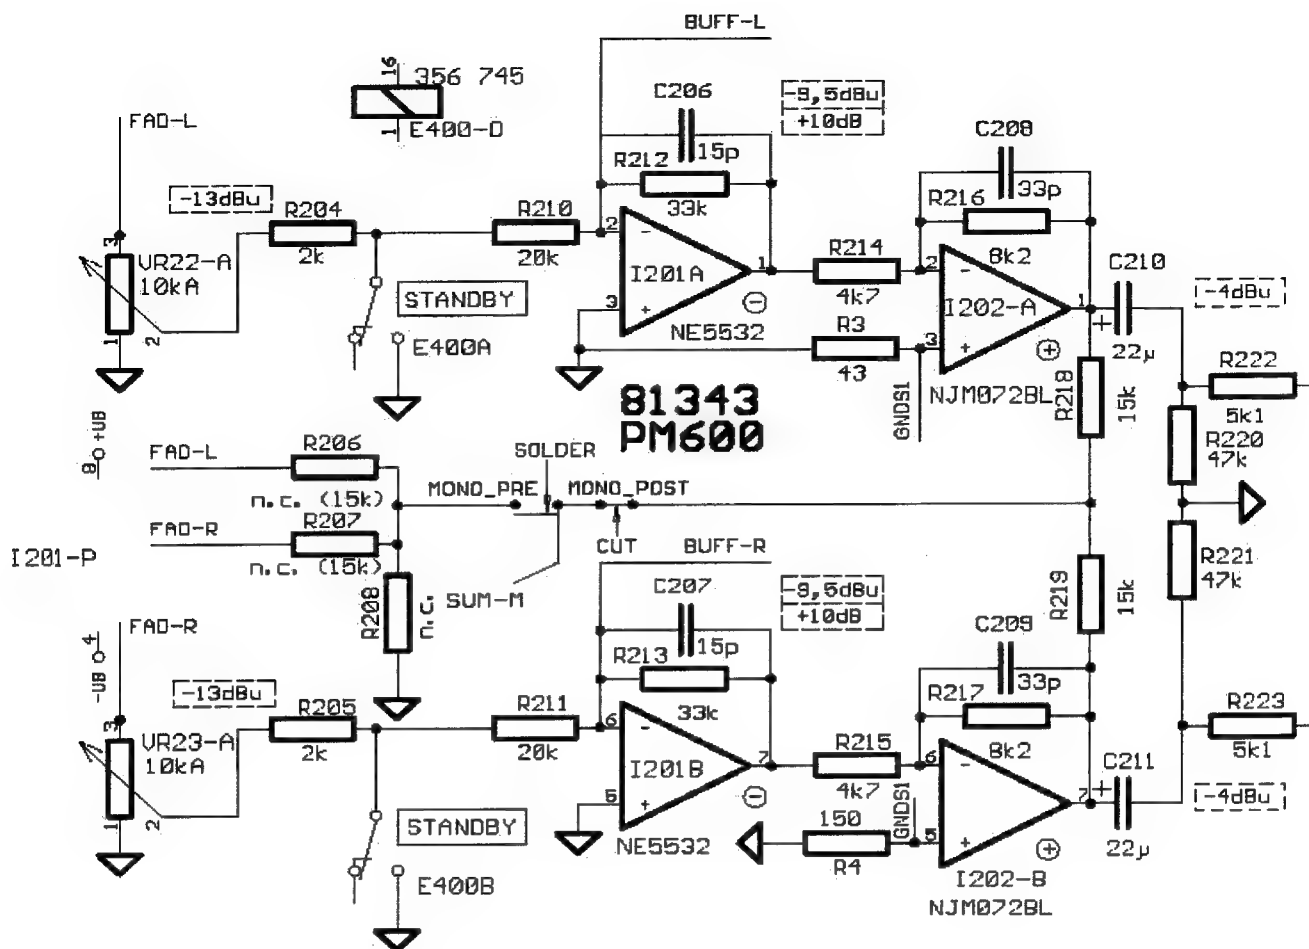 BUFF-L
16
356 745
1
E400-D
FAD-L
C206
15p
-9,5dBu
+10dB
C208
33p
R212
33k
R216
8k2
-13dBu
R204
2k
R210
20k
2
-
I201A
1
3
+
NE5532
R214
4k7
R3
43
2
-
I202-A
1
3
+
NJM072BL
GNDS1
C210
+
22µ
-4dBu
3
VR22-A
10kA
1
2
STANDBY
E400A
81343
PM600
R218
15k
R222
5k1
R220
47k
8
+UB
FAD-L
R206
n.c. (15k)
SOLDER
MONO_PRE
MONO_POST
FAD-R
R207
n.c. (15k)
CUT
I201-P
BUFF-R
R221
47k
R219
15k
R208
n.c.
SUM-M
C207
15p
-9,5dBu
+10dB
C209
33p
-UB
4
FAD-R
R213
33k
R217
8k2
-13dBu
R205
2k
R211
20k
6
-
I201B
7
5
+
NE5532
R215
4k7
150
R4
GNDS1
6
-
7
5
+
I202-B
NJM072BL
C211
+
22µ
R223
5k1
-4dBu
3
VR23-A
10kA
1
2
STANDBY
E400B